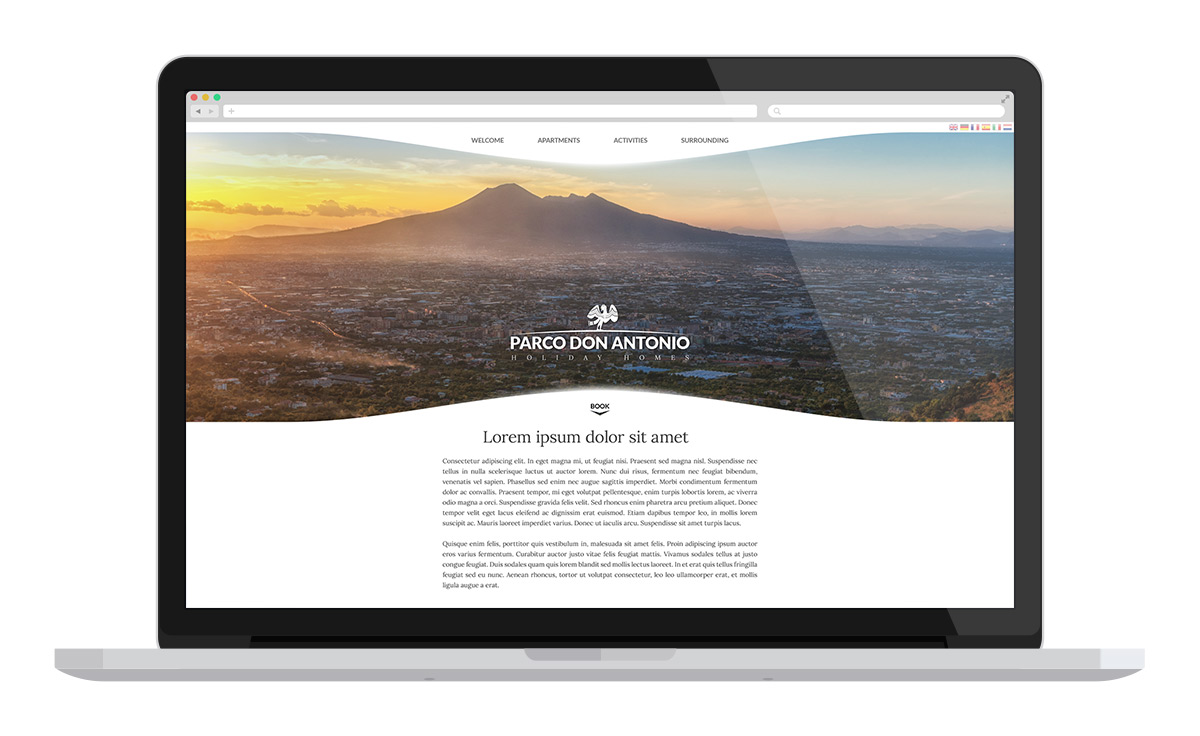 WELCOME APARTMENTS ACTIVITIES SURROUNDING
PARCO DON ANTONIO
HOLIDAY HOMES
BOOK
Lorem ipsum dolor sit amet
Consectetur adipiscing elit. In eget magna mi, ut feugiat nisi. Praesent sed magna nisl. Suspendisse nec
tellus in nulla scelerisque luctus ut auctor lorem. Nunc dui risus, fermentum nec feugiat bibendum,
venenatis vel sapien. Phasellus sed enim nec augue sagittis imperdiet. Morbi condimentum fermentum
dolor ac convallis. Praesent tempor, mi eget volutpat pellentesque, enim turpis lobortis lorem, ac viverra
odio magna a orci. Suspendisse gravida felis velit. Sed rhoncus enim pharetra arcu pretium aliquet. Donec
tempor velit eget lacus eleifend ac dignissim erat euismod. Etiam dapibus tempor leo, in mollis lorem
suscipit ac. Mauris laoreet imperdiet varius. Donec ut iaculis arcu. Suspendisse sit amet turpis lacus.
Quisque enim felis, porttitor quis vestibulum in, malesuada sit amet felis. Proin adipiscing ipsum auctor
eros varius fermentum. Curabitur auctor justo vitae felis feugiat mattis. Vivamus sodales tellus at justo
congue feugiat. Duis sodales quam quis lorem blandit sed mollis lectus laoreet. In et erat quis tellus fringilla
feugiat sed eu nunc. Aenean rhoncus, tortor ut volutpat consectetur, leo leo ullamcorper erat, et mollis
ligula augue a erat.